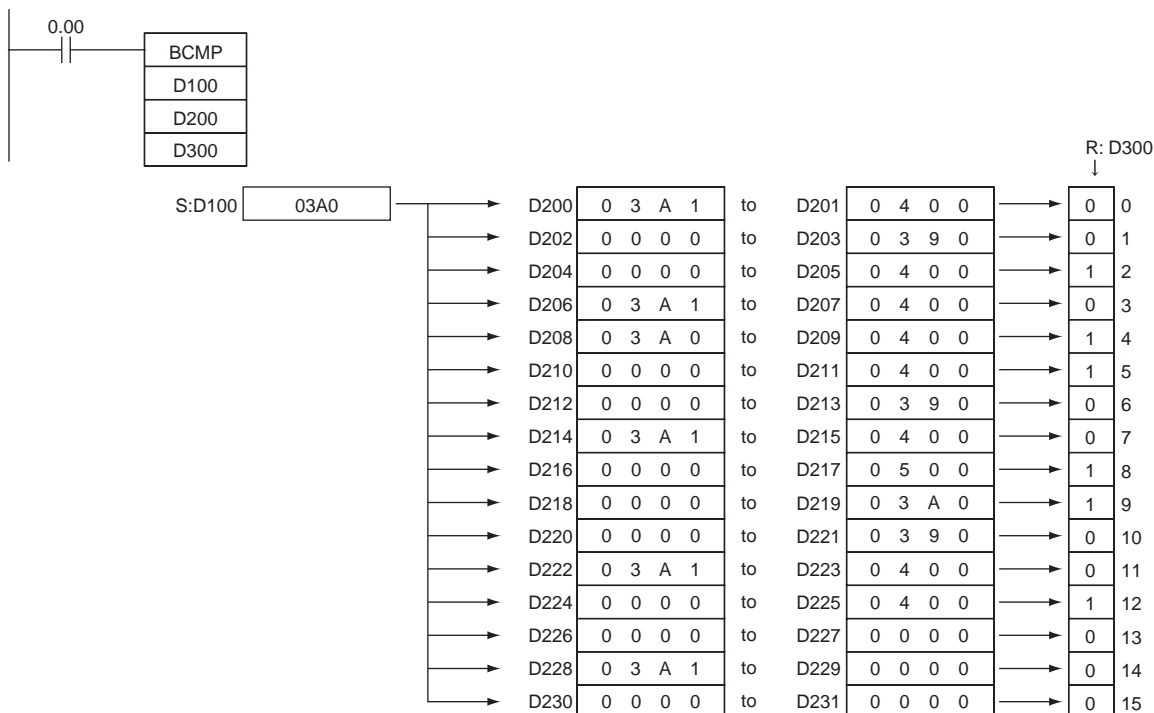 0.00
BCMP
D100
D200
D300
R: D300
↓
S:D100 03A0 D200 0 3 A 1 to D201 0 4 0 0 0 0
D202 0 0 0 0 to D203 0 3 9 0 0 1
D204 0 0 0 0 to D205 0 4 0 0 1 2
D206 0 3 A 1 to D207 0 4 0 0 0 3
D208 0 3 A 0 to D209 0 4 0 0 1 4
D210 0 0 0 0 to D211 0 4 0 0 1 5
D212 0 0 0 0 to D213 0 3 9 0 0 6
D214 0 3 A 1 to D215 0 4 0 0 0 7
D216 0 0 0 0 to D217 0 5 0 0 1 8
D218 0 0 0 0 to D219 0 3 A 0 1 9
D220 0 0 0 0 to D221 0 3 9 0 0 10
D222 0 3 A 1 to D223 0 4 0 0 0 11
D224 0 0 0 0 to D225 0 4 0 0 1 12
D226 0 0 0 0 to D227 0 0 0 0 0 13
D228 0 3 A 1 to D229 0 0 0 0 0 14
D230 0 0 0 0 to D231 0 0 0 0 0 15